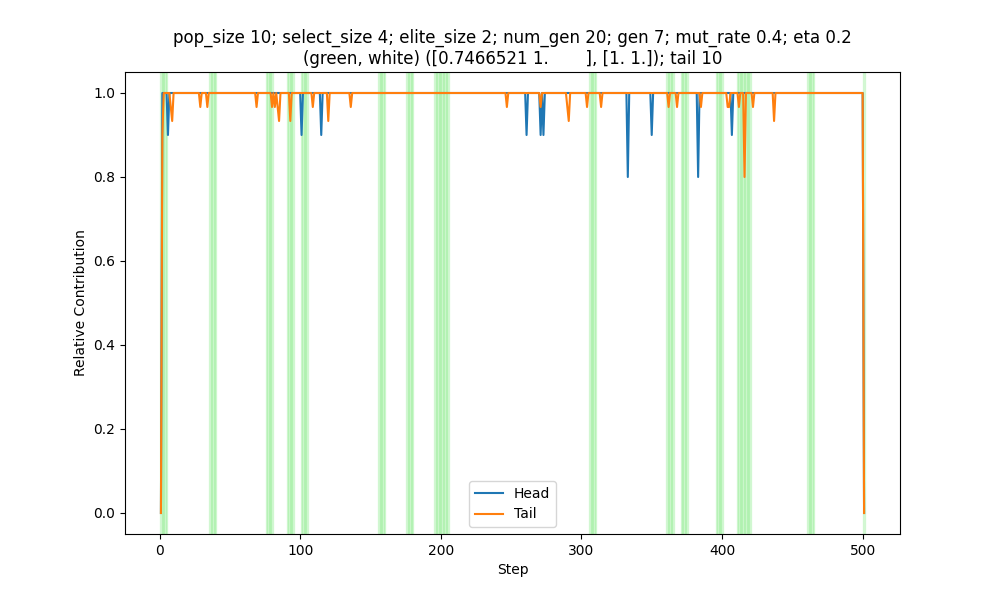 pop_size 10; select_size 4; elite_size 2; num_gen 20; gen 7; mut_rate 0.4; eta 0.2
(green, white) ([0.7466521 1.        ], [1. 1.]); tail 10
1.0
0.8
0.6
0.4
0.2
0.0
Relative Contribution
Head
Tail
0
100
200
300
400
500
Step